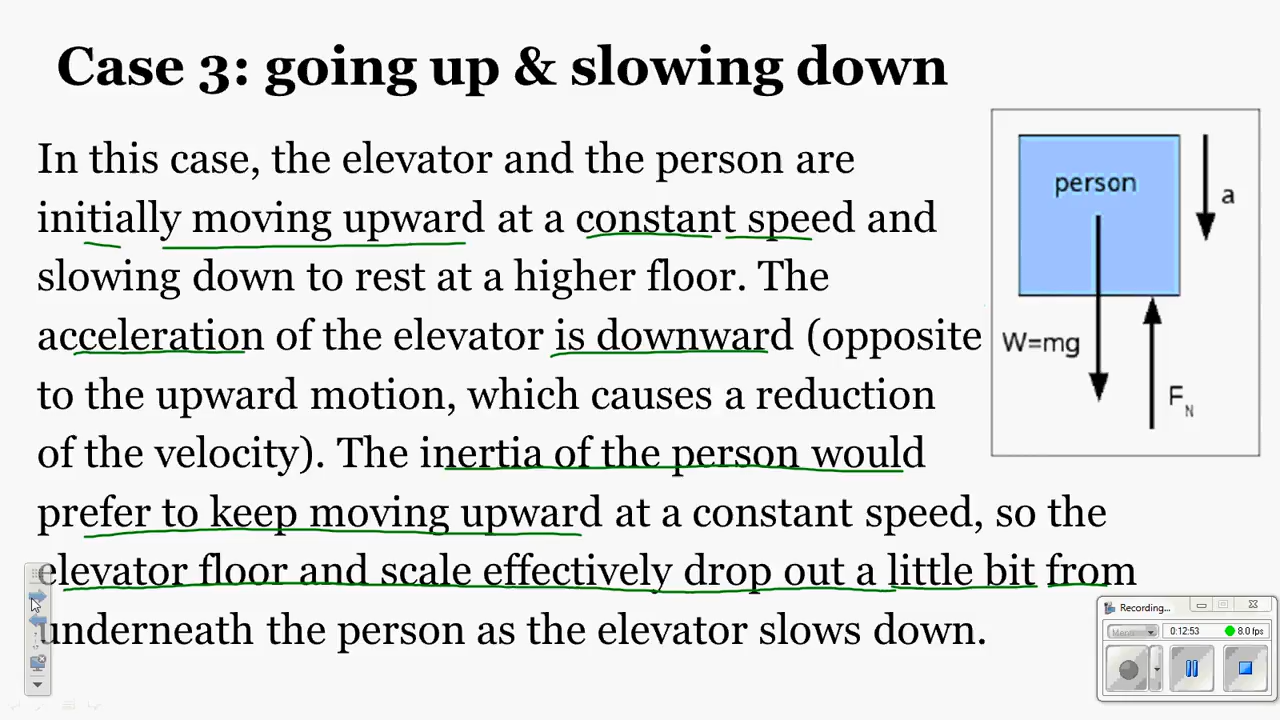 Case 3: going up & slowing down
In this case, the elevator and the person are
initially moving upward at a constant speed and
slowing down to rest at a higher floor. The
acceleration of the elevator is downward (opposite
to the upward motion, which causes a reduction
of the velocity). The inertia of the person would
prefer to keep moving upward at a constant speed, so the
elevator floor and scale effectively drop out a little bit from
underneath the person as the elevator slows down.
person
a
W=mg
F_N
Recording...
Menu
0:12:53
8.0 fps